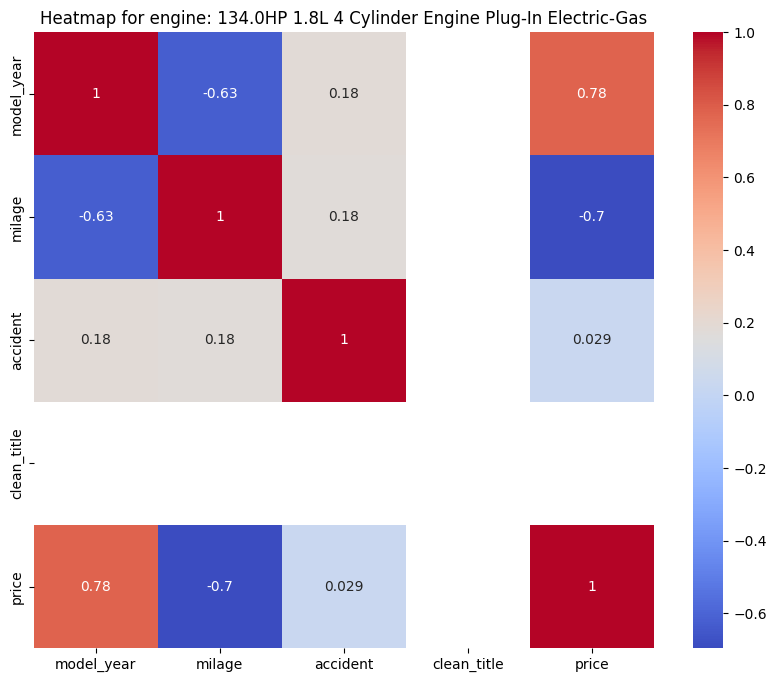 Heatmap for engine: 134.0HP 1.8L 4 Cylinder Engine Plug-In Electric-Gas
model_year 1 -0.63 0.18 0.78
milage -0.63 1 0.18 -0.7
accident 0.18 0.18 1 0.029
clean_title
price 0.78 -0.7 0.029 1
model_year milage accident clean_title price
1.0
0.8
0.6
0.4
0.2
0.0
−0.2
−0.4
−0.6